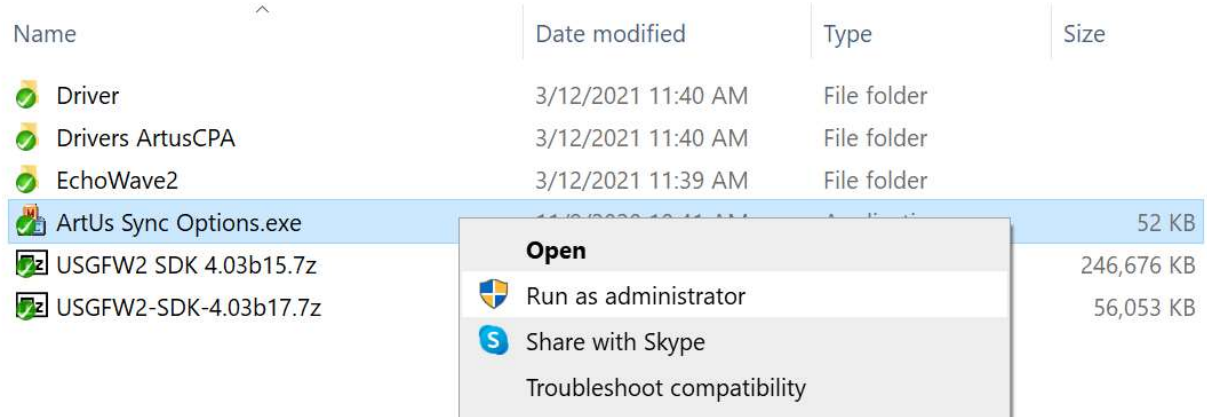 Name Date modified Type Size
Driver 3/12/2021 11:40 AM File folder
Drivers ArtusCPA 3/12/2021 11:40 AM File folder
EchoWave2 3/12/2021 11:39 AM File folder
ArtUs Sync Options.exe 52 KB
Open
USGFW2 SDK 4.03b15.7z 246,676 KB
Run as administrator
USGFW2-SDK-4.03b17.7z 56,053 KB
Share with Skype
Troubleshoot compatibility